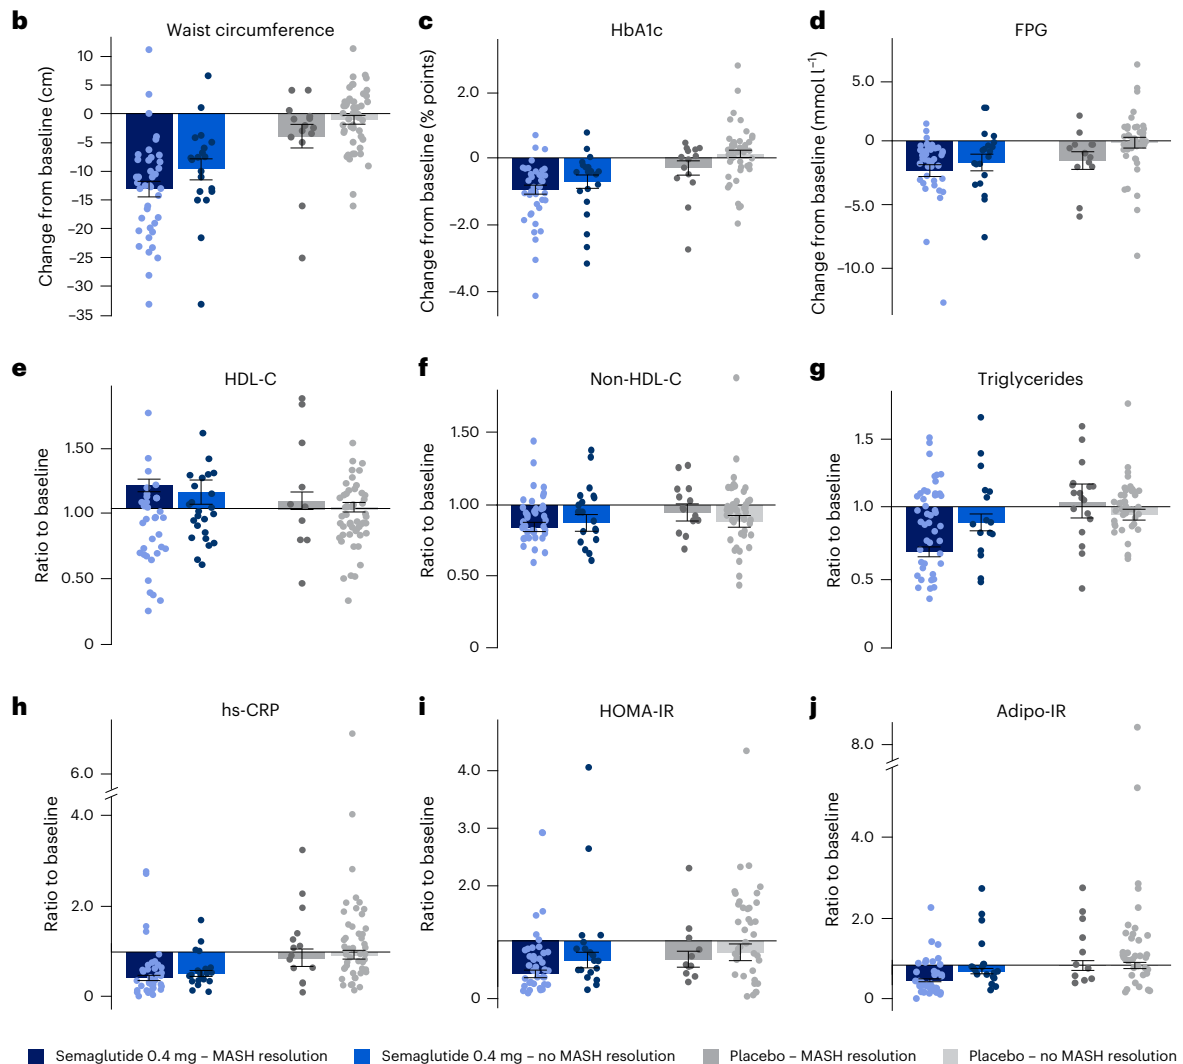 b
Waist circumference
Change from baseline (cm)
10
5
0
−5
−10
−15
−20
−25
−30
−35
c
HbA1c
Change from baseline (% points)
2.0
0
−2.0
−4.0
d
FPG
Change from baseline (mmol l⁻¹)
5.0
0
−5.0
−10.0
e
HDL-C
Ratio to baseline
1.50
1.00
0.50
0
f
Non-HDL-C
Ratio to baseline
1.50
1.00
0.50
0
g
Triglycerides
Ratio to baseline
1.5
1.0
0.5
0
h
hs-CRP
Ratio to baseline
6.0
4.0
2.0
0
i
HOMA-IR
Ratio to baseline
4.0
3.0
2.0
1.0
0
j
Adipo-IR
Ratio to baseline
8.0
4.0
2.0
0
Semaglutide 0.4 mg – MASH resolution
Semaglutide 0.4 mg – no MASH resolution
Placebo – MASH resolution
Placebo – no MASH resolution